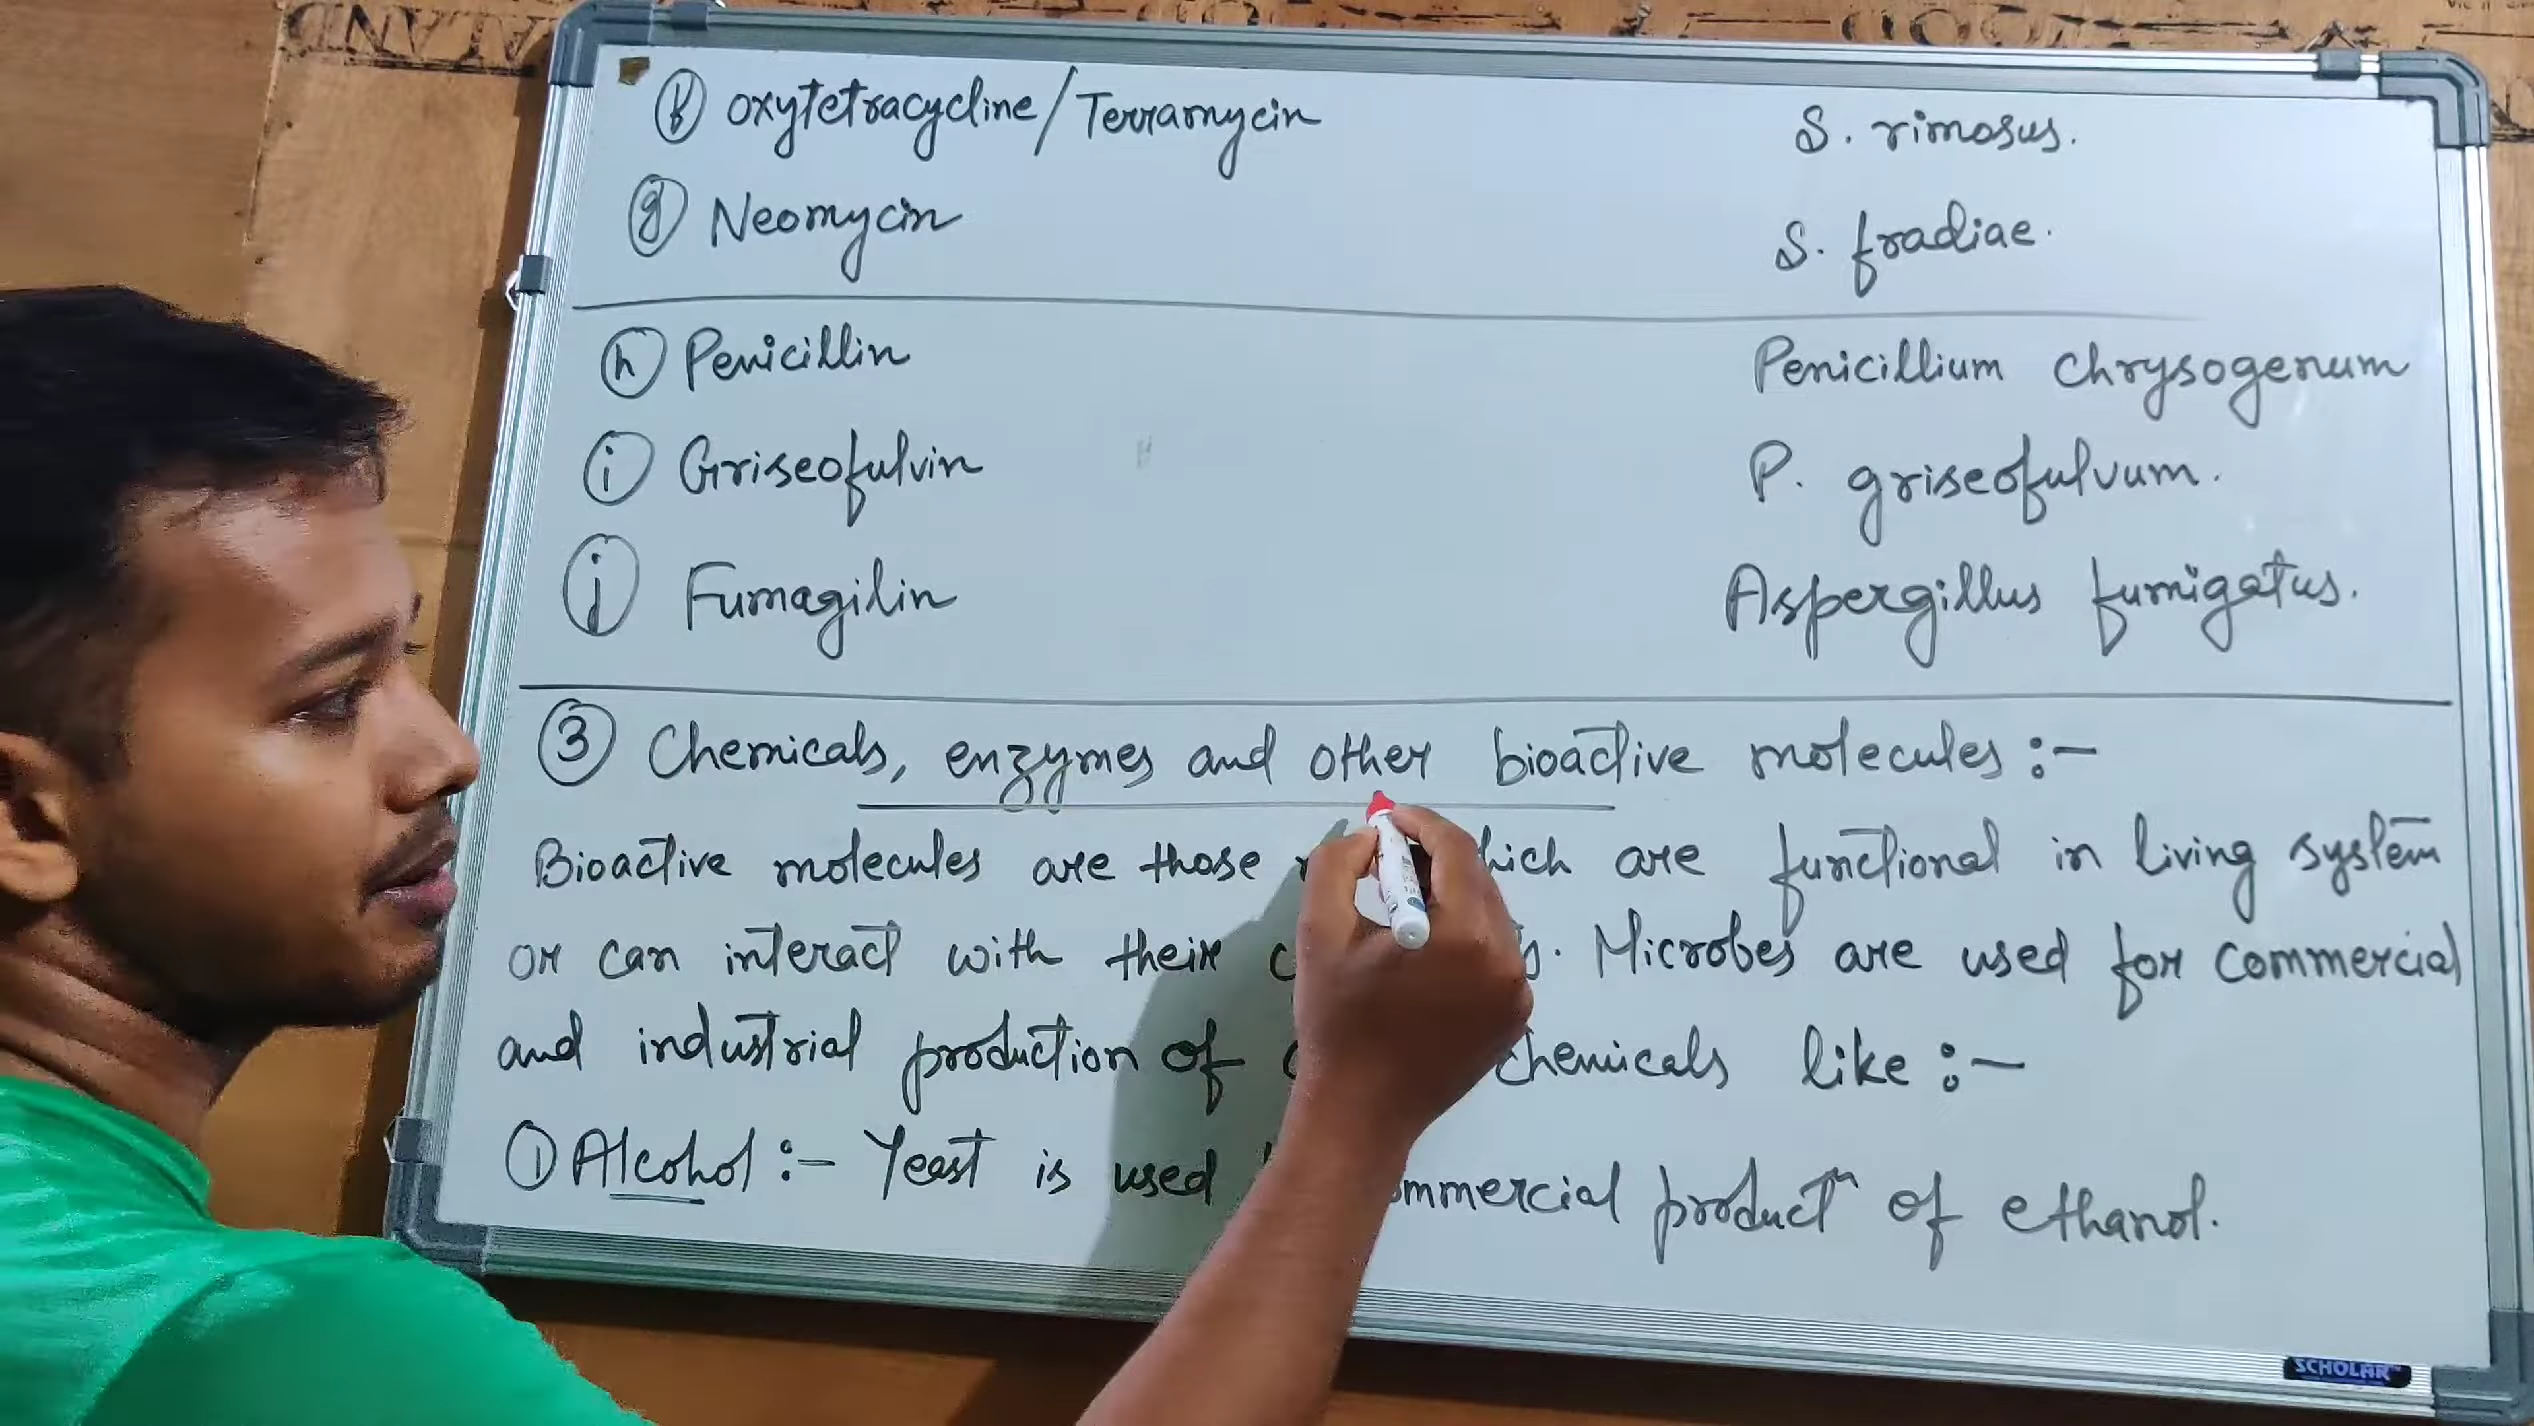 (f) Oxytetracycline/Terramycin S. rimosus.
(g) Neomycin S. fradiae.
(h) Penicillin Penicillium chrysogenum
(i) Griseofulvin P. griseofulvum.
(j) Fumagilin Aspergillus fumigatus.
(3) Chemicals, enzymes and other bioactive molecules :-
Bioactive molecules are those which are functional in living system
or can interact with their Microbes are used for commercial
and industrial production of chemicals like :-
(1) Alcohol :- Yeast is used commercial productn of ethanol.
SCHOLAR